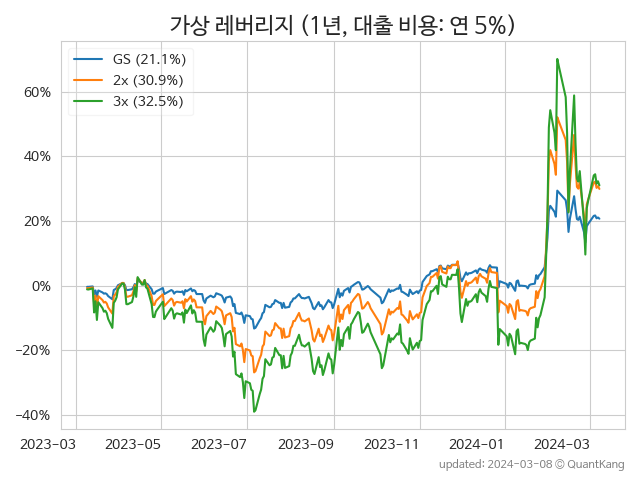 가상 레버리지 (1년, 대출 비용: 연 5%)
GS (21.1%)
2x (30.9%)
3x (32.5%)
60%
40%
20%
0%
−20%
−40%
2023-03 2023-05 2023-07 2023-09 2023-11 2024-01 2024-03
updated: 2024-03-08 © QuantKang